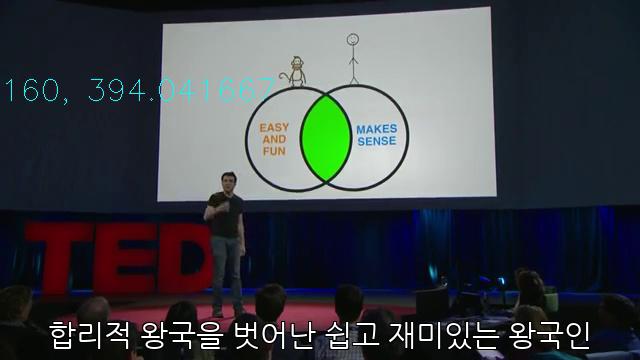 160, 394.041667
EASY
AND
FUN
MAKES
SENSE
TED
합리적 왕국을 벗어난 쉽고 재미있는 왕국인